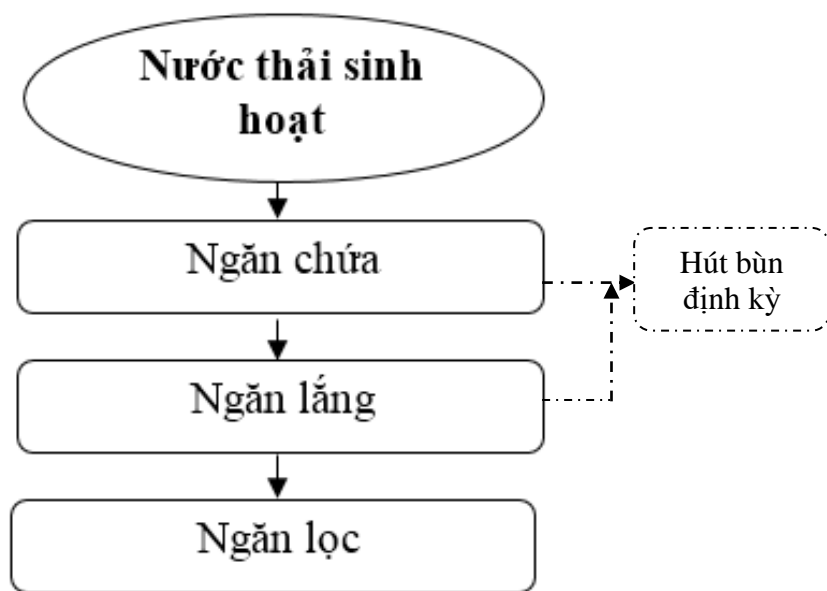 Nước thải sinh
hoạt
Ngăn chứa
Hút bùn
định kỳ
Ngăn lắng
Ngăn lọc